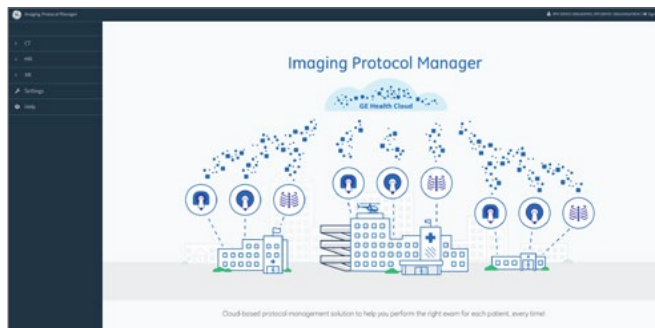 Imaging Protocol Manager
CT
MR
XR
Settings
Help
Imaging Protocol Manager
GE Health Cloud
Cloud-based protocol management solution to help you perform the right exam for each patient, every time!